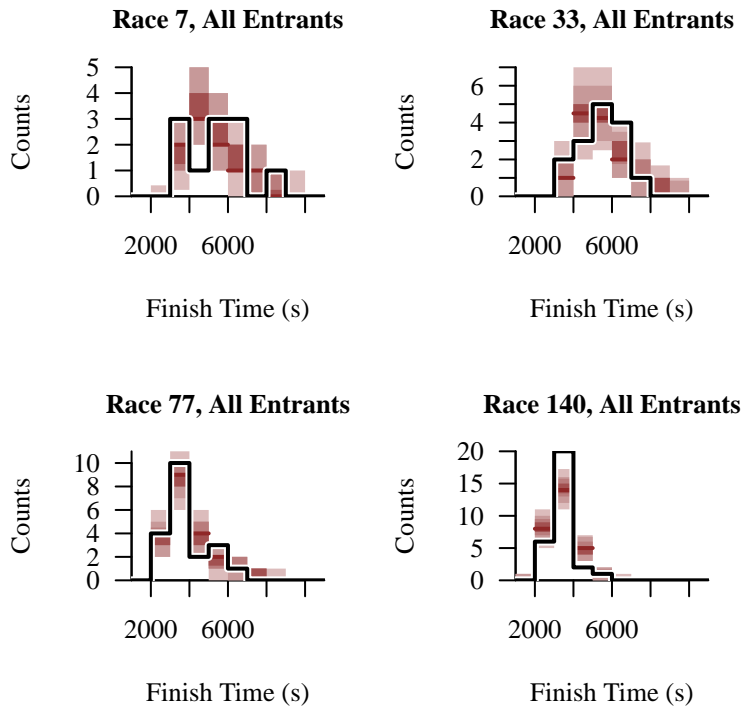 Race 7, All Entrants
Counts
5
4
3
2
1
0
2000 6000
Finish Time (s)
Race 33, All Entrants
Counts
6
4
2
0
2000 6000
Finish Time (s)
Race 77, All Entrants
Counts
10
8
6
4
2
0
2000 6000
Finish Time (s)
Race 140, All Entrants
Counts
20
15
10
5
0
2000 6000
Finish Time (s)